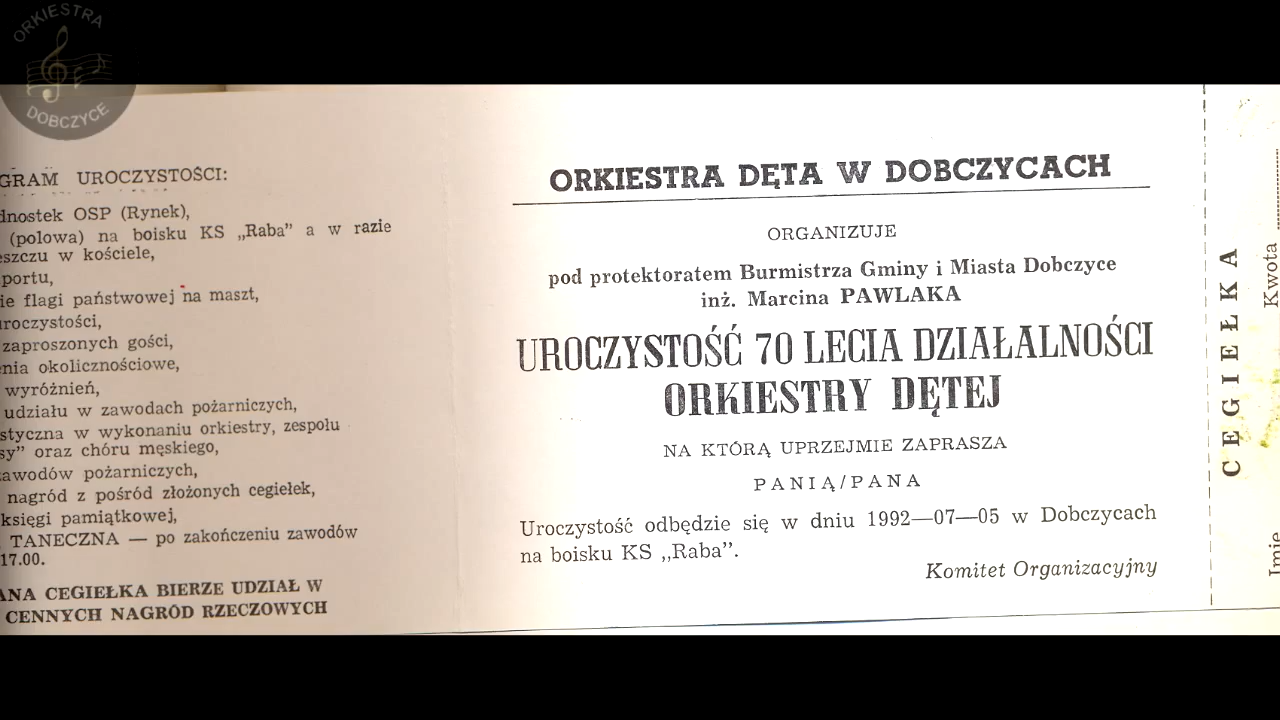 ORKIESTRA
DOBCZYCE
GRAM UROCZYSTOŚCI:
dnostek OSP (Rynek),
(polowa) na boisku KS „Raba” a w razie
eszczu w kościele,
portu,
ie flagi państwowej na maszt,
uroczystości,
zaproszonych gości,
nia okolicznościowe,
wyróżnień,
udziału w zawodach pożarniczych,
styczna w wykonaniu orkiestry, zespołu
sy” oraz chóru męskiego,
zawodów pożarniczych,
nagród z pośród złożonych cegiełek,
księgi pamiątkowej,
TANECZNA — po zakończeniu zawodów
17.00.
ANA CEGIEŁKA BIERZE UDZIAŁ W
CENNYCH NAGRÓD RZECZOWYCH
ORKIESTRA DĘTA W DOBCZYCACH
ORGANIZUJE
pod protektoratem Burmistrza Gminy i Miasta Dobczyce
inż. Marcina PAWLAKA
UROCZYSTOŚĆ 70 LECIA DZIAŁALNOŚCI
ORKIESTRY DĘTEJ
NA KTÓRĄ UPRZEJMIE ZAPRASZA
PANIĄ/PANA
Uroczystość odbędzie się w dniu 1992—07—05 w Dobczycach
na boisku KS „Raba”.
Komitet Organizacyjny
CEGIEŁKA
Kwota
Imię